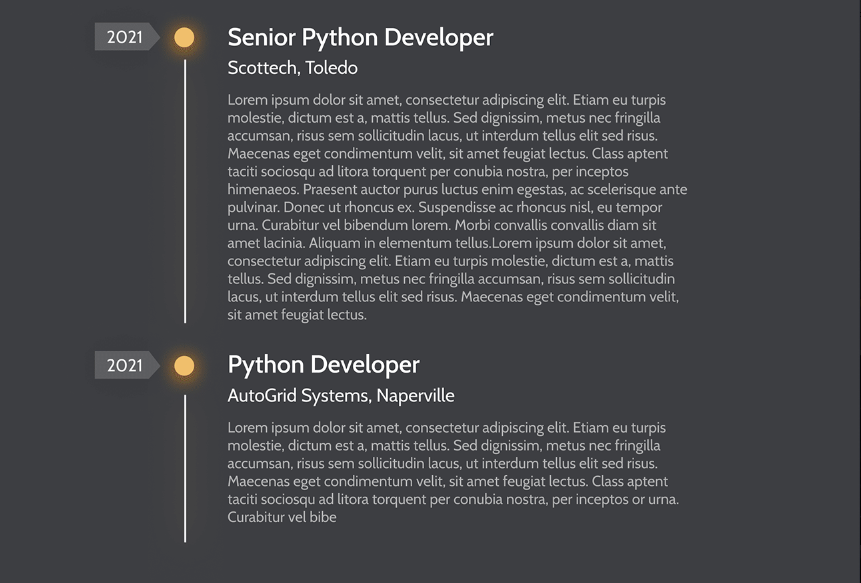 2021
Senior Python Developer
Scottech, Toledo
Lorem ipsum dolor sit amet, consectetur adipiscing elit. Etiam eu turpis
molestie, dictum est a, mattis tellus. Sed dignissim, metus nec fringilla
accumsan, risus sem sollicitudin lacus, ut interdum tellus elit sed risus.
Maecenas eget condimentum velit, sit amet feugiat lectus. Class aptent
taciti sociosqu ad litora torquent per conubia nostra, per inceptos
himenaeos. Praesent auctor purus luctus enim egestas, ac scelerisque ante
pulvinar. Donec ut rhoncus ex. Suspendisse ac rhoncus nisl, eu tempor
urna. Curabitur vel bibendum lorem. Morbi convallis convallis diam sit
amet lacinia. Aliquam in elementum tellus.Lorem ipsum dolor sit amet,
consectetur adipiscing elit. Etiam eu turpis molestie, dictum est a, mattis
tellus. Sed dignissim, metus nec fringilla accumsan, risus sem sollicitudin
lacus, ut interdum tellus elit sed risus. Maecenas eget condimentum velit,
sit amet feugiat lectus.
2021
Python Developer
AutoGrid Systems, Naperville
Lorem ipsum dolor sit amet, consectetur adipiscing elit. Etiam eu turpis
molestie, dictum est a, mattis tellus. Sed dignissim, metus nec fringilla
accumsan, risus sem sollicitudin lacus, ut interdum tellus elit sed risus.
Maecenas eget condimentum velit, sit amet feugiat lectus. Class aptent
taciti sociosqu ad litora torquent per conubia nostra, per inceptos or urna.
Curabitur vel bibe